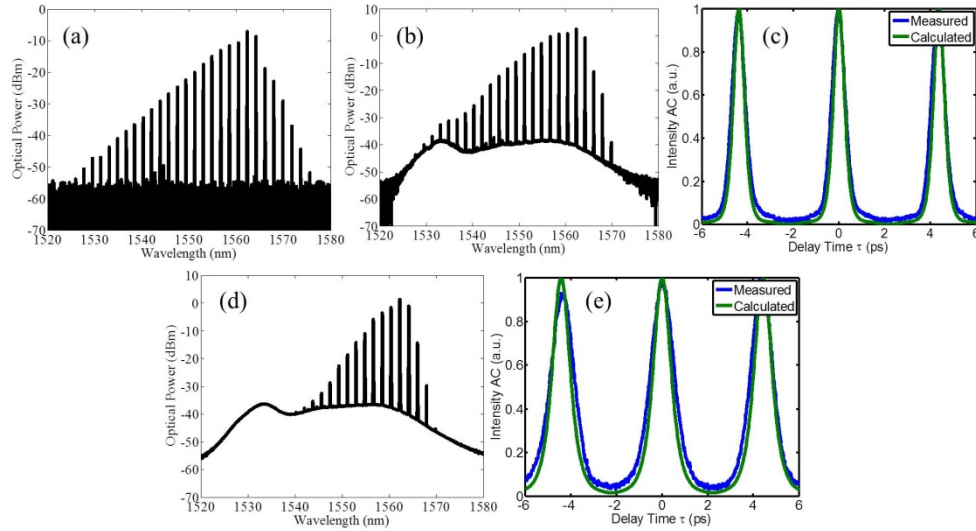 (a)
Optical Power (dBm)
10
0
-10
-20
-30
-40
-50
-60
-70
1520 1530 1540 1550 1560 1570 1580
Wavelength (nm)
(b)
Optical Power (dBm)
10
0
-10
-20
-30
-40
-50
-60
-70
1520 1530 1540 1550 1560 1570 1580
Wavelength (nm)
(c)
Measured
Calculated
Intensity AC (a.u.)
1
0.8
0.6
0.4
0.2
0
-6 -4 -2 0 2 4 6
Delay Time τ (ps)
(d)
Optical Power (dBm)
10
0
-10
-20
-30
-40
-50
-60
-70
1520 1530 1540 1550 1560 1570 1580
Wavelength (nm)
(e)
Measured
Calculated
Intensity AC (a.u.)
1
0.8
0.6
0.4
0.2
0
-6 -4 -2 0 2 4 6
Delay Time τ (ps)